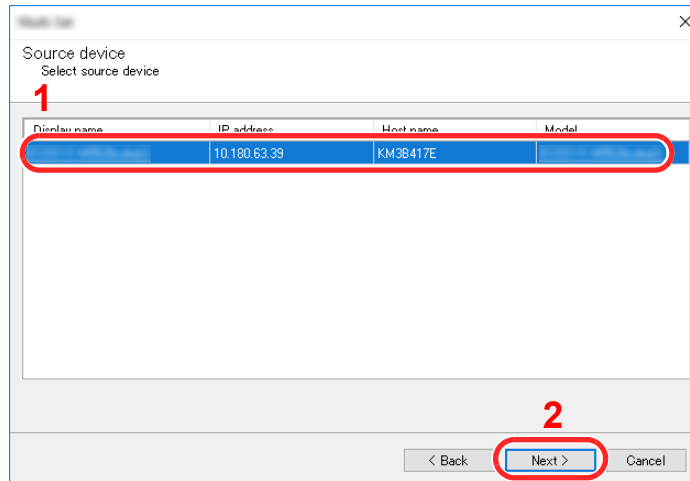 Source device
Select source device
1
Display name IP address Host name Model
10.180.63.39 KM3B417E
2
< Back Next > Cancel